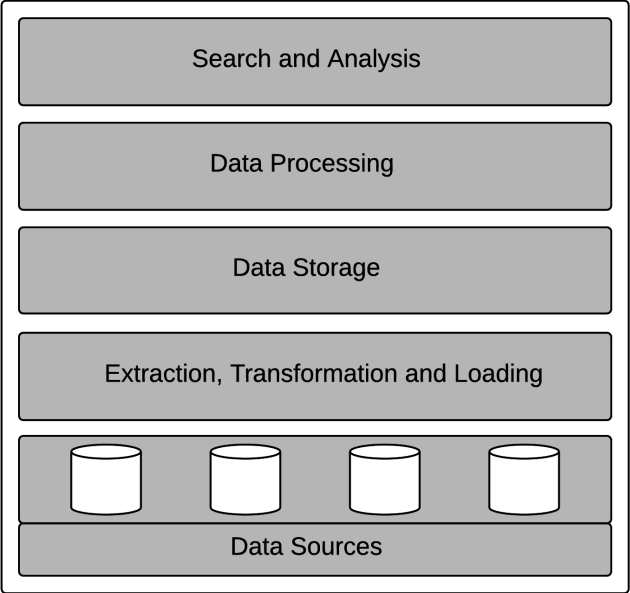 Search and Analysis
Data Processing
Data Storage
Extraction, Transformation and Loading
Data Sources